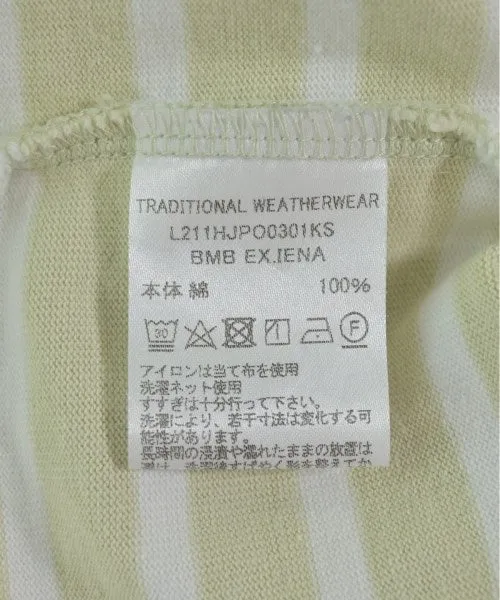 TRADITIONAL WEATHERWEAR
L211HJPO0301KS
BMB EX.IENA
本体 綿 100%
30 F
アイロンは当て布を使用
洗濯ネット使用
すすぎは十分行って下さい。
洗濯により、若干寸法は変化する可
能性があります。
長時間の浸漬や濡れたままの放置は